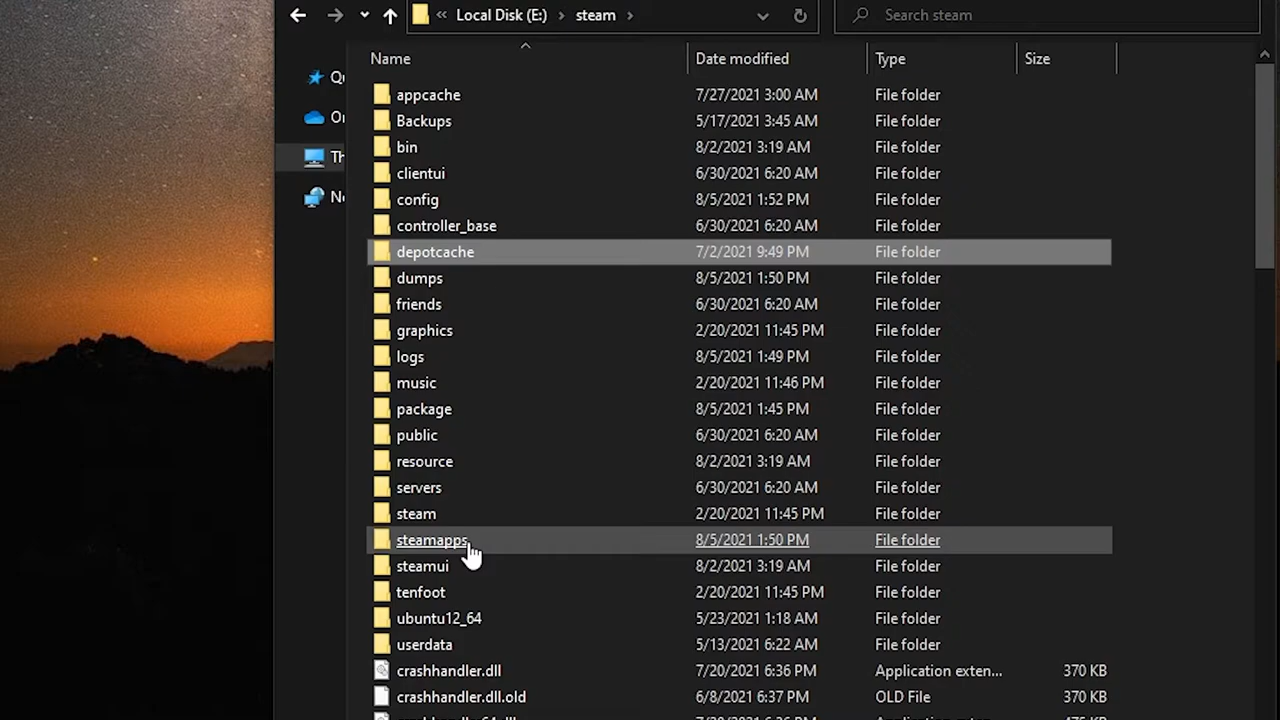 Local Disk (E:) steam Search steam
Name Date modified Type Size
appcache 7/27/2021 3:00 AM File folder
Backups 5/17/2021 3:45 AM File folder
bin 8/2/2021 3:19 AM File folder
clientui 6/30/2021 6:20 AM File folder
config 8/5/2021 1:52 PM File folder
controller_base 6/30/2021 6:20 AM File folder
depotcache 7/2/2021 9:49 PM File folder
dumps 8/5/2021 1:50 PM File folder
friends 6/30/2021 6:20 AM File folder
graphics 2/20/2021 11:45 PM File folder
logs 8/5/2021 1:49 PM File folder
music 2/20/2021 11:46 PM File folder
package 8/5/2021 1:45 PM File folder
public 6/30/2021 6:20 AM File folder
resource 8/2/2021 3:19 AM File folder
servers 6/30/2021 6:20 AM File folder
steam 2/20/2021 11:45 PM File folder
steamapps 8/5/2021 1:50 PM File folder
steamui 8/2/2021 3:19 AM File folder
tenfoot 2/20/2021 11:45 PM File folder
ubuntu12_64 5/23/2021 1:18 AM File folder
userdata 5/13/2021 6:22 AM File folder
crashhandler.dll 7/20/2021 6:36 PM Application exten... 370 KB
crashhandler.dll.old 6/8/2021 6:37 PM OLD File 370 KB